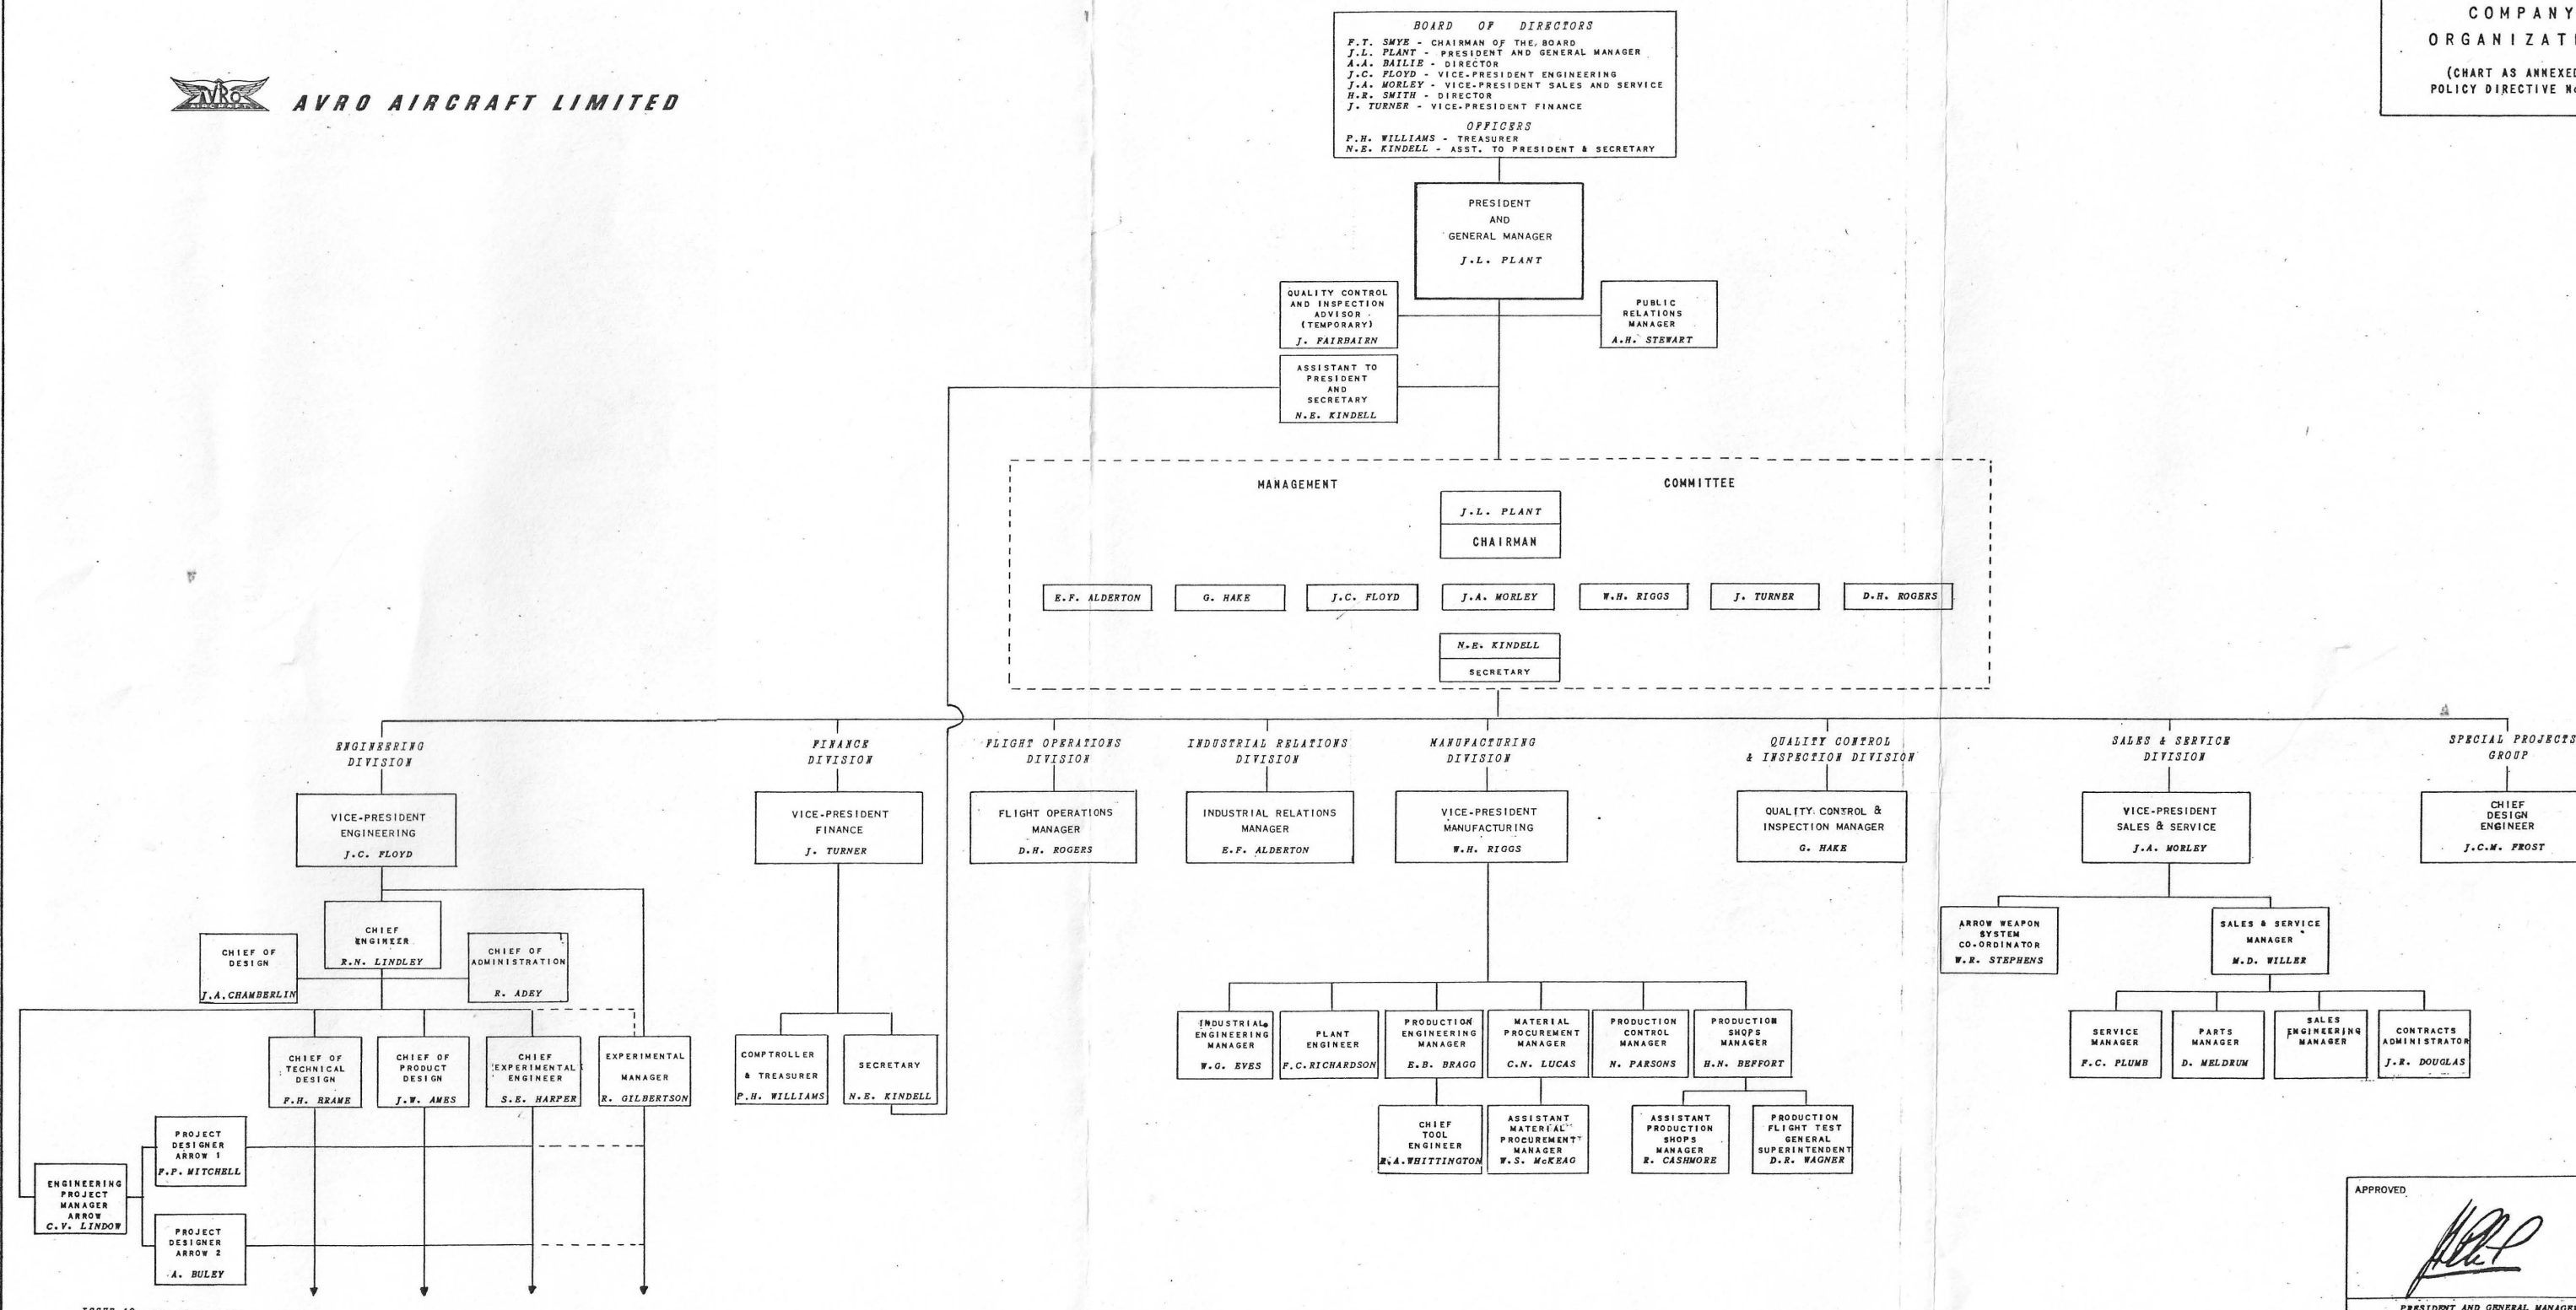 COMPANY
ORGANIZATI
(CHART AS ANNEXED
POLICY DIRECTIVE
AVRO
AVRO AIRCRAFT LIMITED
BOARD OF DIRECTORS
F.T. SMYE - CHAIRMAN OF THE BOARD
J.L. PLANT - PRESIDENT AND GENERAL MANAGER
A.A. BAILIE - DIRECTOR
J.C. FLOYD - VICE-PRESIDENT ENGINEERING
J.A. MORLEY - VICE-PRESIDENT SALES AND SERVICE
H.R. SMITH - DIRECTOR
J. TURNER - VICE-PRESIDENT FINANCE
OFFICERS
P.H. WILLIAMS - TREASURER
N.E. KINDELL - ASST. TO PRESIDENT & SECRETARY
PRESIDENT
AND
GENERAL MANAGER
J.L. PLANT
QUALITY CONTROL
AND INSPECTION
ADVISOR
(TEMPORARY)
J. FAIRBAIRN
PUBLIC
RELATIONS
MANAGER
A.H. STEWART
ASSISTANT TO
PRESIDENT
AND
SECRETARY
N.E. KINDELL
MANAGEMENT COMMITTEE
J.L. PLANT
CHAIRMAN
E.F. ALDERTON
G. HAKE
J.C. FLOYD
J.A. MORLEY
W.H. RIGGS
J. TURNER
D.H. ROGERS
N.E. KINDELL
SECRETARY
ENGINEERING
DIVISION
VICE-PRESIDENT
ENGINEERING
J.C. FLOYD
CHIEF
ENGINEER
R.N. LINDLEY
CHIEF OF
DESIGN
J.A.CHAMBERLIN
CHIEF OF
ADMINISTRATION
R. ADEY
CHIEF OF
TECHNICAL
DESIGN
F.H. BRAME
CHIEF OF
PRODUCT
DESIGN
J.W. AMES
CHIEF
EXPERIMENTAL
ENGINEER
S.E. HARPER
EXPERIMENTAL
MANAGER
R. GILBERTSON
PROJECT
DESIGNER
ARROW 1
F.P. MITCHELL
ENGINEERING
PROJECT
MANAGER
ARROW
C.V. LINDOW
PROJECT
DESIGNER
ARROW 2
A. BULEY
FINANCE
DIVISION
VICE-PRESIDENT
FINANCE
J. TURNER
COMPTROLLER
& TREASURER
P.H. WILLIAMS
SECRETARY
N.E. KINDELL
FLIGHT OPERATIONS
DIVISION
FLIGHT OPERATIONS
MANAGER
D.H. ROGERS
INDUSTRIAL RELATIONS
DIVISION
INDUSTRIAL RELATIONS
MANAGER
E.F. ALDERTON
MANUFACTURING
DIVISION
VICE-PRESIDENT
MANUFACTURING
W.H. RIGGS
INDUSTRIAL
ENGINEERING
MANAGER
W.G. EVES
PLANT
ENGINEER
F.C.RICHARDSON
PRODUCTION
ENGINEERING
MANAGER
E.B. BRAGG
MATERIAL
PROCUREMENT
MANAGER
C.N. LUCAS
PRODUCTION
CONTROL
MANAGER
N. PARSONS
PRODUCTION
SHOPS
MANAGER
H.N. BEFFORT
CHIEF
TOOL
ENGINEER
R.A.WHITTINGTON
ASSISTANT
MATERIAL
PROCUREMENT
MANAGER
W.S. McKEAG
ASSISTANT
PRODUCTION
SHOPS
MANAGER
R. CASHMORE
PRODUCTION
FLIGHT TEST
GENERAL
SUPERINTENDENT
D.R. WAGNER
QUALITY CONTROL
& INSPECTION DIVISION
QUALITY CONTROL &
INSPECTION MANAGER
G. HAKE
SALES & SERVICE
DIVISION
VICE-PRESIDENT
SALES & SERVICE
J.A. MORLEY
ARROW WEAPON
SYSTEM
CO-ORDINATOR
W.R. STEPHENS
SALES & SERVICE
MANAGER
M.D. WILLER
SERVICE
MANAGER
F.C. PLUMB
PARTS
MANAGER
D. MELDRUM
SALES
ENGINEERING
MANAGER
CONTRACTS
ADMINISTRATOR
J.R. DOUGLAS
SPECIAL PROJECTS
GROUP
CHIEF
DESIGN
ENGINEER
J.C.M. FROST
APPROVED
PRESIDENT AND GENERAL MANAGE